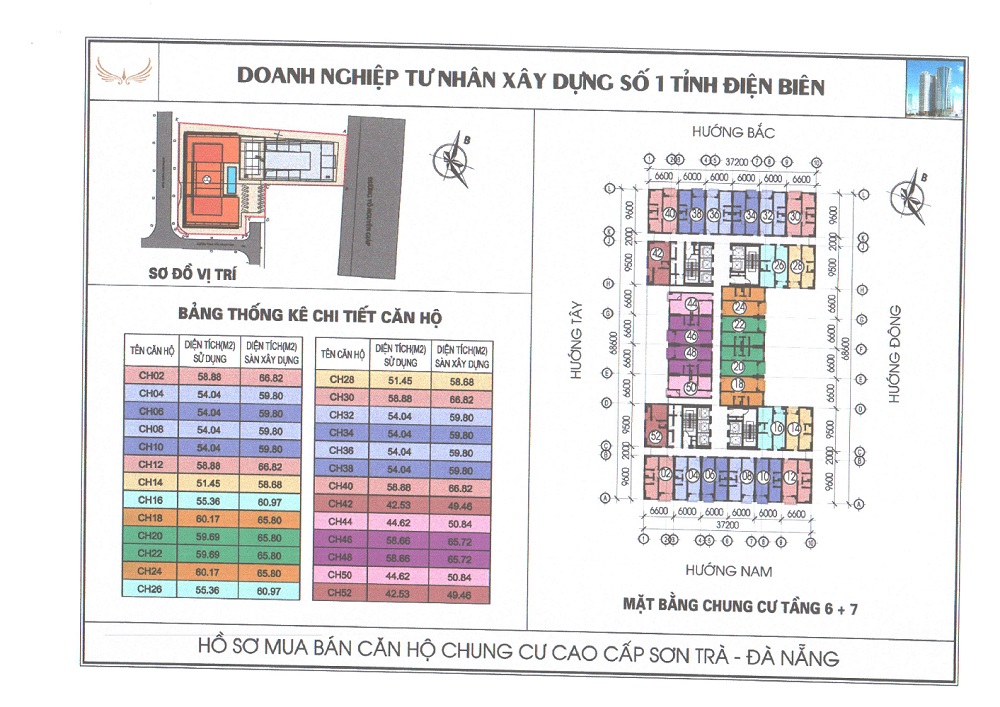 DOANH NGHIỆP TƯ NHÂN XÂY DỰNG SỐ 1 TỈNH ĐIỆN BIÊN
B
SƠ ĐỒ VỊ TRÍ
BẢNG THỐNG KÊ CHI TIẾT CĂN HỘ
TÊN CĂN HỘ DIỆN TÍCH(M2) SỬ DỤNG DIỆN TÍCH(M2) SÀN XÂY DỰNG
CH02 58.88 66.82
CH04 54.04 59.80
CH06 54.04 59.80
CH08 54.04 59.80
CH10 54.04 59.80
CH12 58.88 66.82
CH14 51.45 58.68
CH16 55.36 60.97
CH18 60.17 65.80
CH20 59.69 65.80
CH22 59.69 65.80
CH24 60.17 65.80
CH26 55.36 60.97
TÊN CĂN HỘ DIỆN TÍCH(M2) SỬ DỤNG DIỆN TÍCH(M2) SÀN XÂY DỰNG
CH28 51.45 58.68
CH30 58.88 66.82
CH32 54.04 59.80
CH34 54.04 59.80
CH36 54.04 59.80
CH38 54.04 59.80
CH40 58.88 66.82
CH42 42.53 49.46
CH44 44.62 50.84
CH46 58.66 65.72
CH48 58.66 65.72
CH50 44.62 50.84
CH52 42.53 49.46
HƯỚNG BẮC
B
37200
6600 6000 6000 6000 6000 6600
40 38 36 34 32 30
42 26 28
44 24
46 22
48 20
50 18
52 16 14
02 04 06 08 10 12
9600 2000 9500 6600 6600 6600 6600 9500 2000 9600
68600
9600 2000 9500 6600 6600 6600 6600 9500 2000 9600
68600
HƯỚNG TÂY
HƯỚNG ĐÔNG
6600 6000 6000 6000 6000 6600
37200
HƯỚNG NAM
MẶT BẰNG CHUNG CƯ TẦNG 6 + 7
HỒ SƠ MUA BÁN CĂN HỘ CHUNG CƯ CAO CẤP SƠN TRÀ - ĐÀ NẴNG